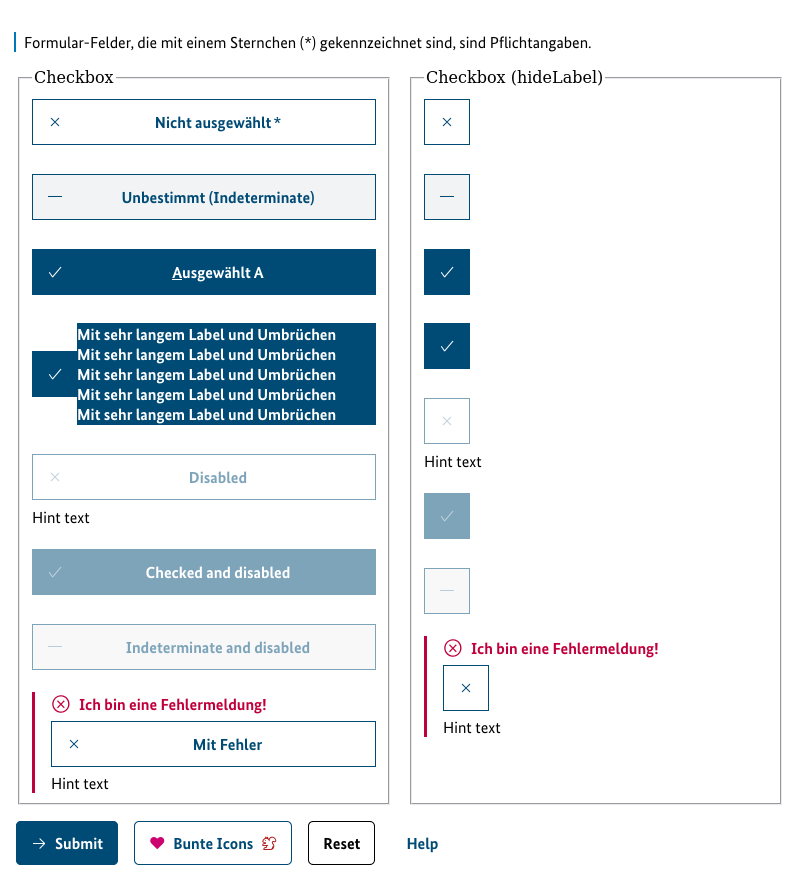 Formular-Felder, die mit einem Sternchen (*) gekennzeichnet sind, sind Pflichtangaben.
Checkbox
Nicht ausgewählt *
Unbestimmt (Indeterminate)
Ausgewählt A
Mit sehr langem Label und Umbrüchen
Mit sehr langem Label und Umbrüchen
Mit sehr langem Label und Umbrüchen
Mit sehr langem Label und Umbrüchen
Mit sehr langem Label und Umbrüchen
Disabled
Hint text
Checked and disabled
Indeterminate and disabled
Ich bin eine Fehlermeldung!
Mit Fehler
Hint text
Checkbox (hideLabel)
Hint text
Ich bin eine Fehlermeldung!
Hint text
Submit
Bunte Icons
Reset
Help